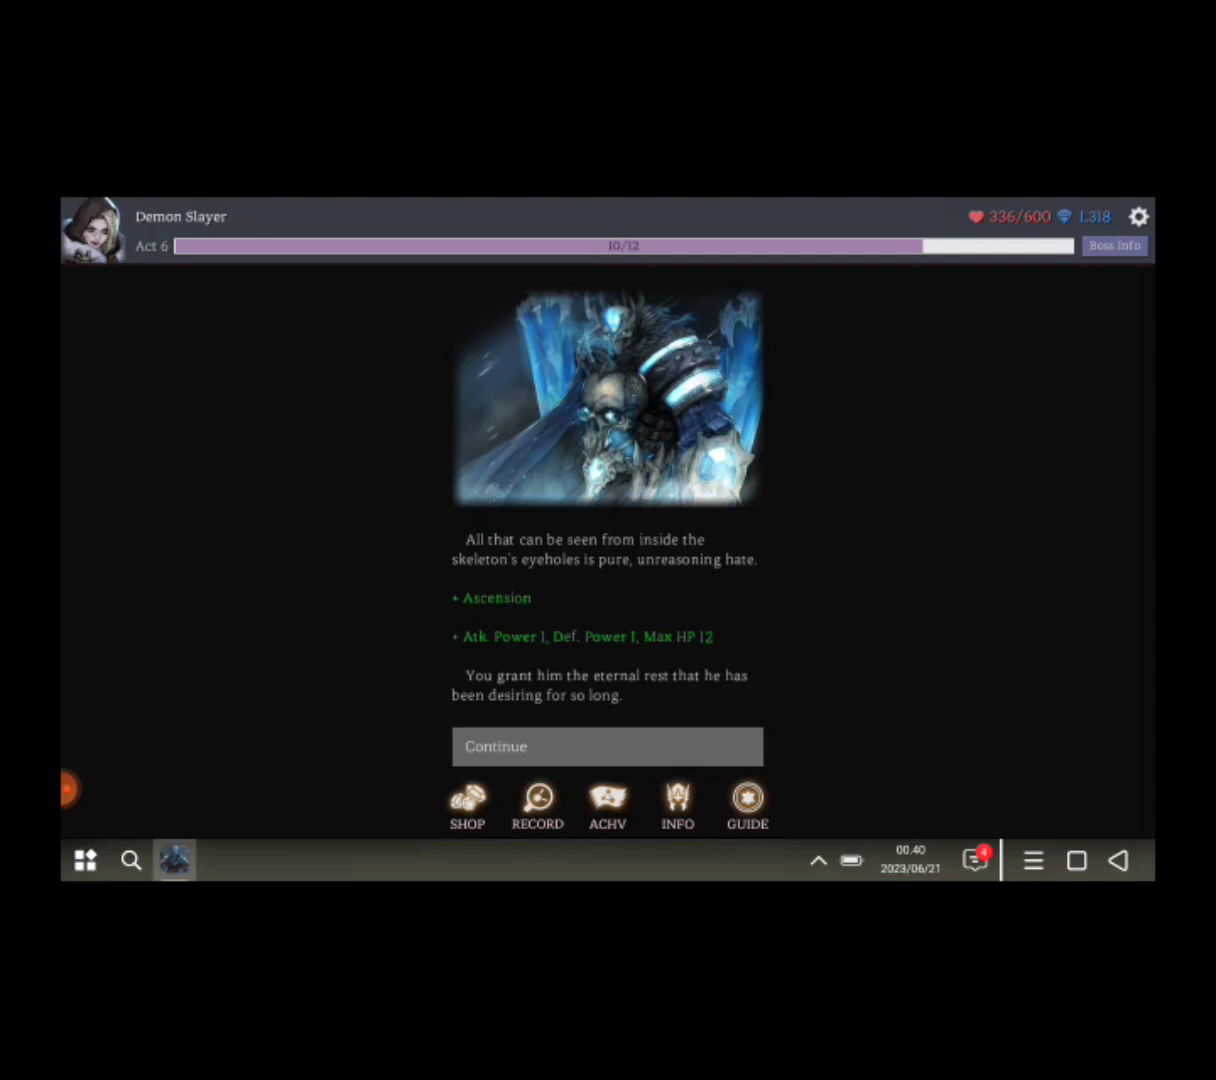 Demon Slayer
336/600 1,318
Act 6 10/12 Boss Info
All that can be seen from inside the
skeleton's eyeholes is pure, unreasoning hate.
+ Ascension
+ Atk. Power 1, Def. Power 1, Max HP 12
You grant him the eternal rest that he has
been desiring for so long.
Continue
SHOP RECORD ACHV INFO GUIDE
00.40
2023/06/21
4